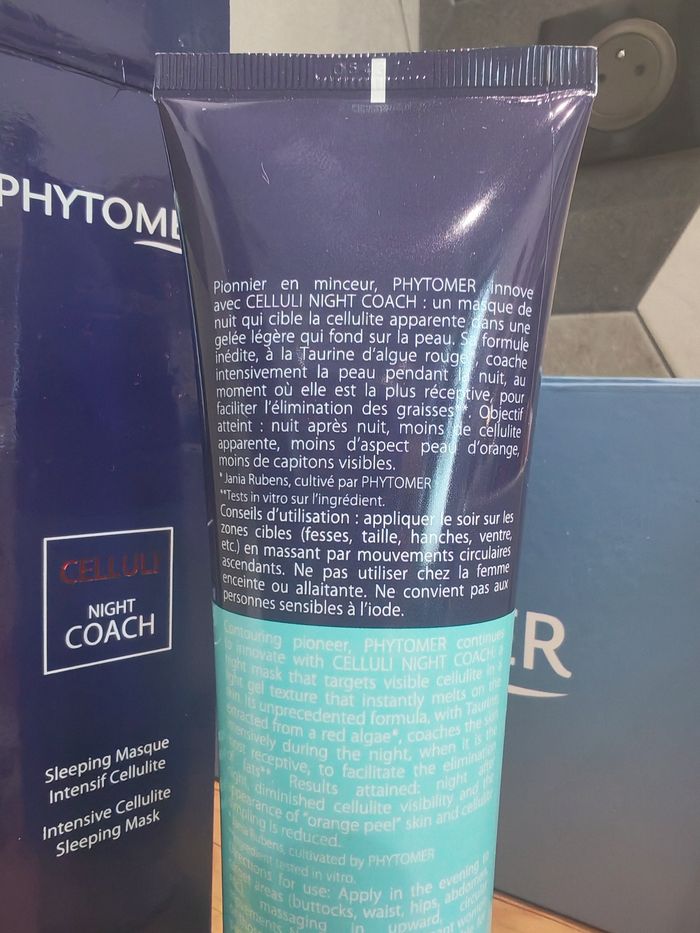 PHYTOM
CELLULI
NIGHT
COACH
Sleeping Masque
Intensif Cellulite
Intensive Cellulite
Sleeping Mask
Pionnier en minceur, PHYTOMER innove
avec CELLULI NIGHT COACH : un masque de
nuit qui cible la cellulite apparente dans une
gelée légère qui fond sur la peau. Sa formule
inédite, à la Taurine d'algue rouge*, coache
intensivement la peau pendant la nuit, au
moment où elle est la plus réceptive, pour
faciliter l'élimination des graisses**. Objectif
atteint : nuit après nuit, moins de cellulite
apparente, moins d'aspect peau d'orange,
moins de capitons visibles.
* Jania Rubens, cultivé par PHYTOMER
**Tests in vitro sur l'ingrédient.
Conseils d'utilisation : appliquer le soir sur les
zones cibles (fesses, taille, hanches, ventre,
etc.) en massant par mouvements circulaires
ascendants. Ne pas utiliser chez la femme
enceinte ou allaitante. Ne convient pas aux
personnes sensibles à l'iode.
Contouring pioneer, PHYTOMER continues
to innovate with CELLULI NIGHT COACH, a
night mask that targets visible cellulite in a
light gel texture that instantly melts on the
skin. Its unprecedented formula, with Taurine
extracted from a red algae*, coaches the skin
intensively during the night, when it is the
most receptive, to facilitate the elimination
of fats**. Results attained: night after
night diminished cellulite visibility and the
appearance of "orange peel" skin and cellulite
dimpling is reduced.
Jania Rubens, cultivated by PHYTOMER
ingredient tested in vitro.
Directions for use: Apply in the evening to
target areas (buttocks, waist, hips, abdomen,
massaging in upward, circular
ER